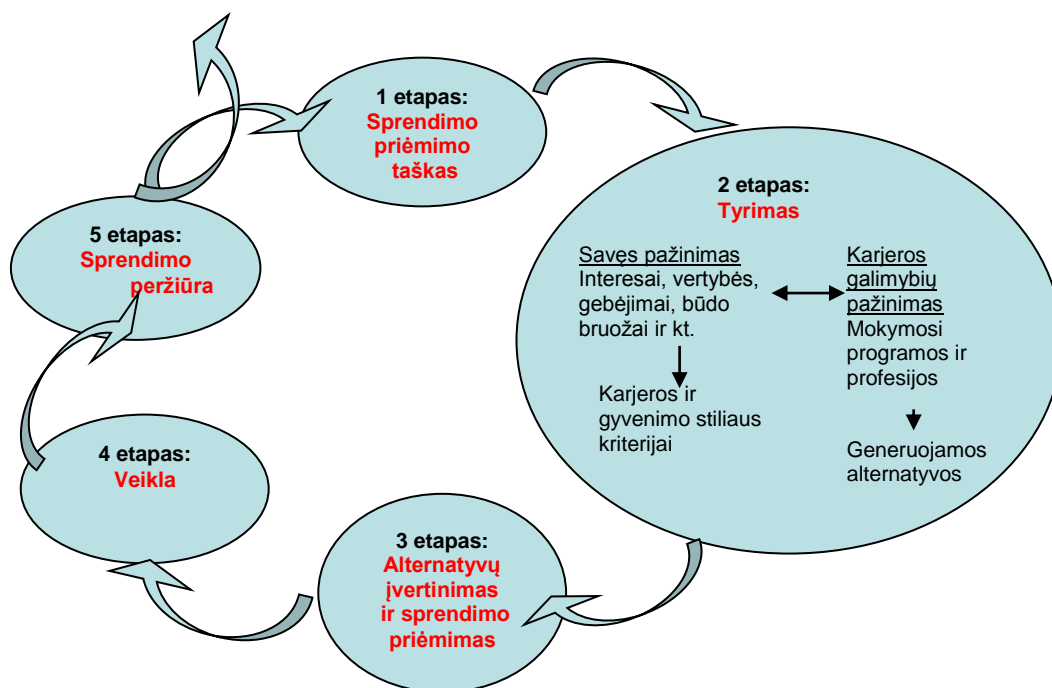 1 etapas:
Sprendimo
priėmimo
taškas
2 etapas:
Tyrimas
Savęs pažinimas
Interesai, vertybės,
gebėjimai, būdo
bruožai ir kt.
Karjeros ir
gyvenimo stiliaus
kriterijai
Karjeros
galimybių
pažinimas
Mokymosi
programos ir
profesijos
Generuojamos
alternatyvos
3 etapas:
Alternatyvų
įvertinimas
ir sprendimo
priėmimas
4 etapas:
Veikla
5 etapas:
Sprendimo
peržiūra